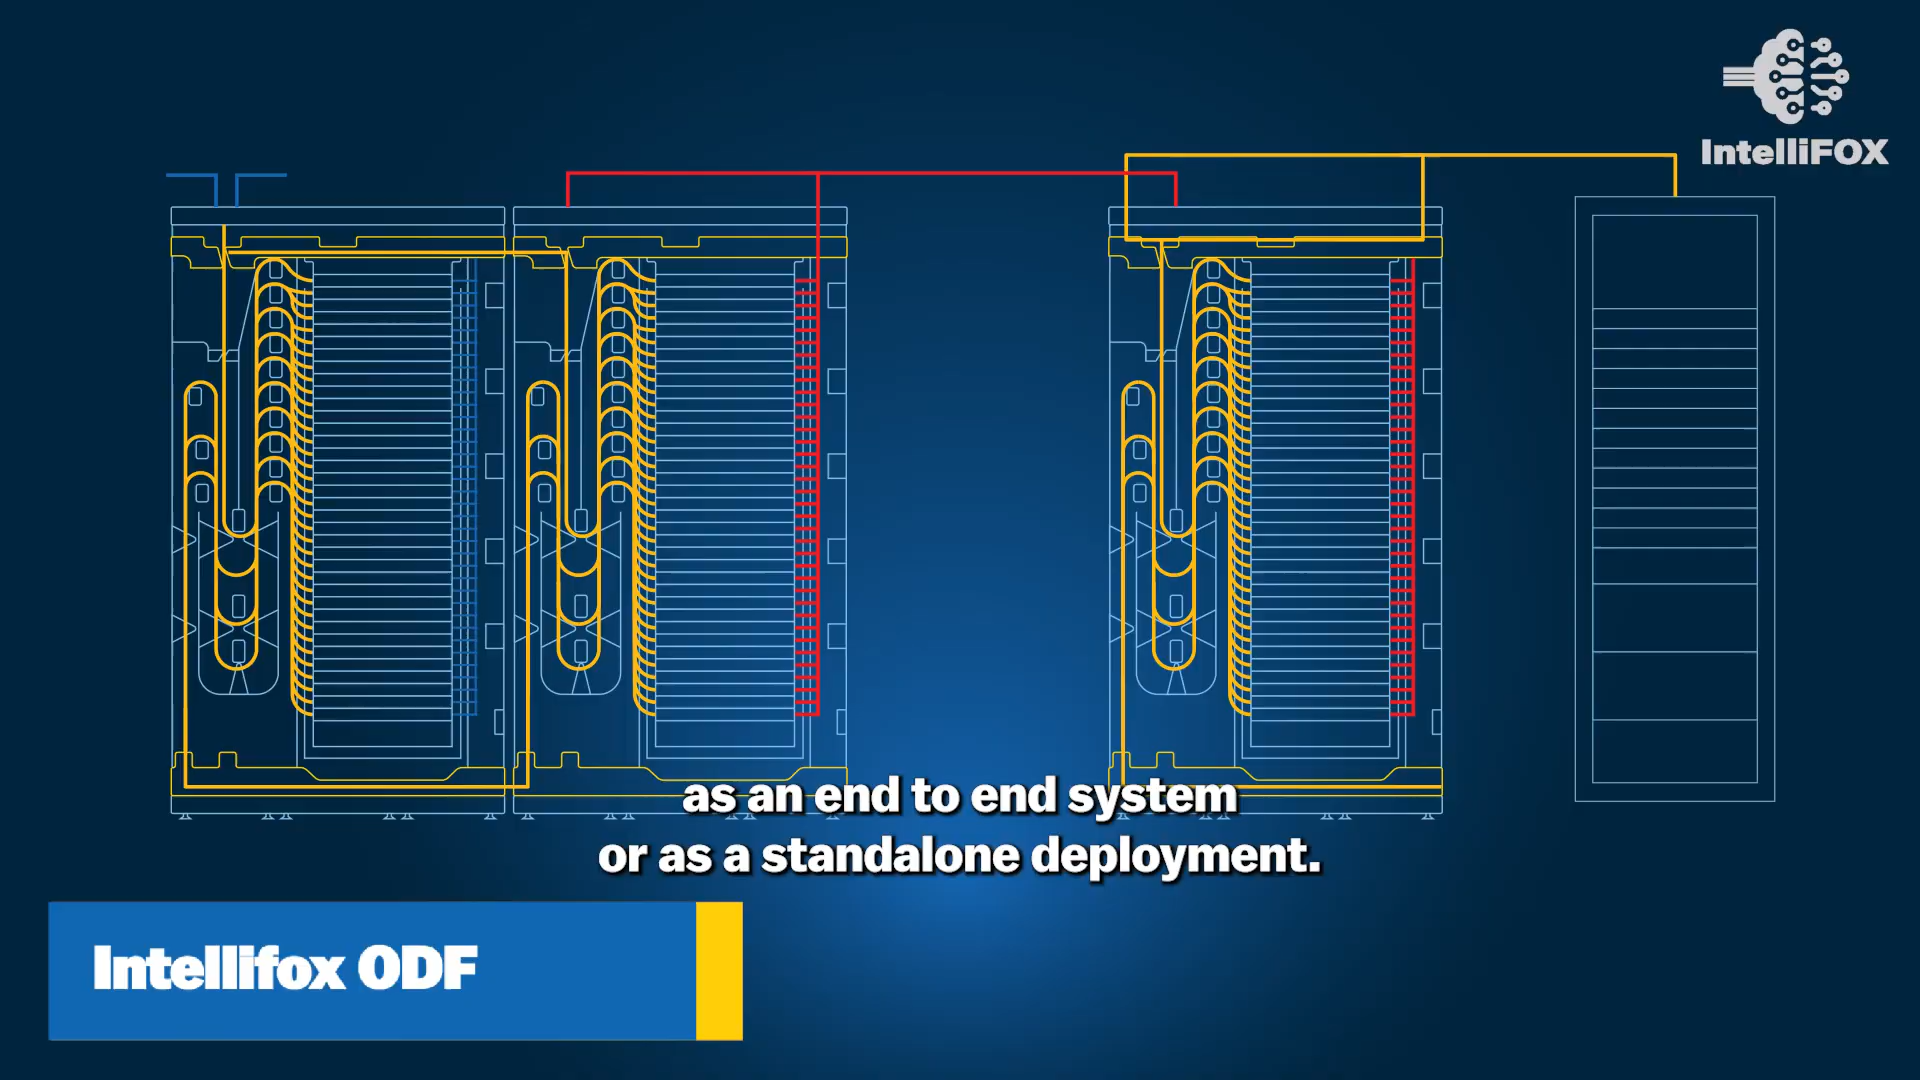 IntelliFOX
as an end to end system
or as a standalone deployment.
Intellifox ODF